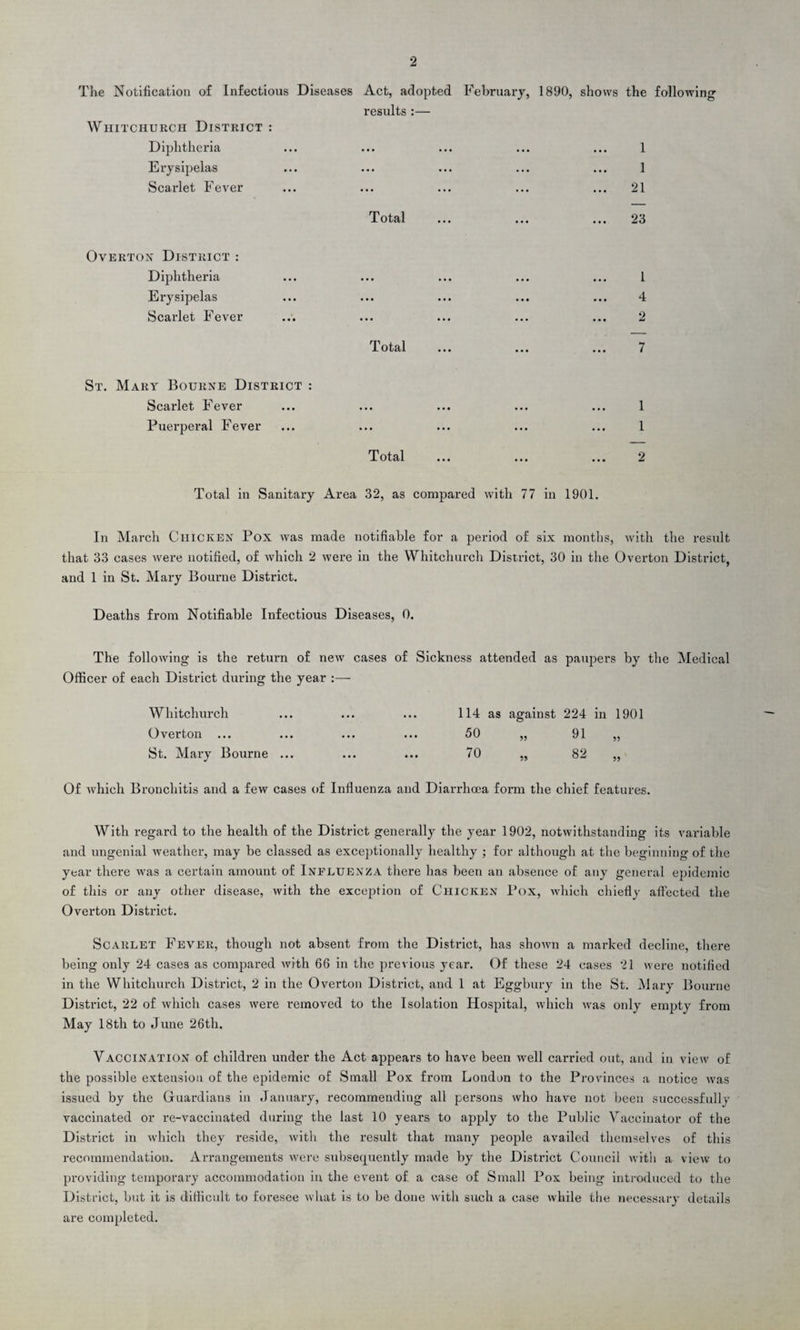 2
The Notification of Infectious Diseases Act, adopted February, 1890, shows the following
results :—
WHITCHURCH DISTRICT :
Diphtheria ... ... ... ... ... 1
Erysipelas ... ... ... ... ... 1
Scarlet Fever ... ... ... ... ... 21
Total ... ... ... 23
OVERTON DISTRICT :
Diphtheria ... ... ... ... ... 1
Erysipelas ... ... ... ... ... 4
Scarlet Fever ... ... ... ... ... 2
Total ... ... ... 7
ST. MARY BOURNE DISTRICT :
Scarlet Fever ... ... ... ... ... 1
Puerperal Fever ... ... ... ... ... 1
Total ... ... ... 2
Total in Sanitary Area 32, as compared with 77 in 1901.
In March CHICKEN POX was made notifiable for a period of six months, with the result
that 33 cases were notified, of which 2 were in the Whitchurch District, 30 in the Overton District,
and 1 in St. Mary Bourne District.
Deaths from Notifiable Infectious Diseases, 0.
The following is the return of new cases of Sickness attended as paupers by the Medical
Officer of each District during the year :—
Whitchurch ... ... ... 114 as against 224 in 1901
Overton ... ... ... ... 50 „ 91 „
St. Mary Bourne ... ... ... 70 „ 82 „
Of which Bronchitis and a few cases of Influenza and Diarrhœa form the chief features.
With regard to the health of the District generally the year 1902, notwithstanding its variable
and ungenial weather, may be classed as exceptionally healthy ; for although at the beginning of the
year there was a certain amount of INFLUENZA there has been an absence of any general epidemic
of this or any other disease, with the exception of CHICKEN POX, which chiefly affected the
Overton District.
SCARLET FEVER, though not absent from the District, has shown a marked decline, there
being only 24 cases as compared with 66 in the previous year. Of these 24 cases 21 were notified
in the Whitchurch District, 2 in the Overton District, and 1 at Eggbury in the St. Mary Bourne
District, 22 of which cases were removed to the Isolation Hospital, which was only empty from
May 18th to June 26th.
VACCINATION of children under the Act appears to have been well carried out, and in view of
the possible extension of the epidemic of Small Pox from London to the Provinces a notice was
issued by the Guardians in January, recommending all persons who have not been successfully
vaccinated or re-vaccinated during the last 10 years to apply to the Public Vaccinator of the
District in which they reside, with the result that many people availed themselves of this
recommendation. Arrangements were subsequently made by the District Council with a view to
providing temporary accommodation in the event of a case of Small Pox being introduced to the
District, but it is difficult to foresee what is to be done with such a case while the necessary details
are completed.